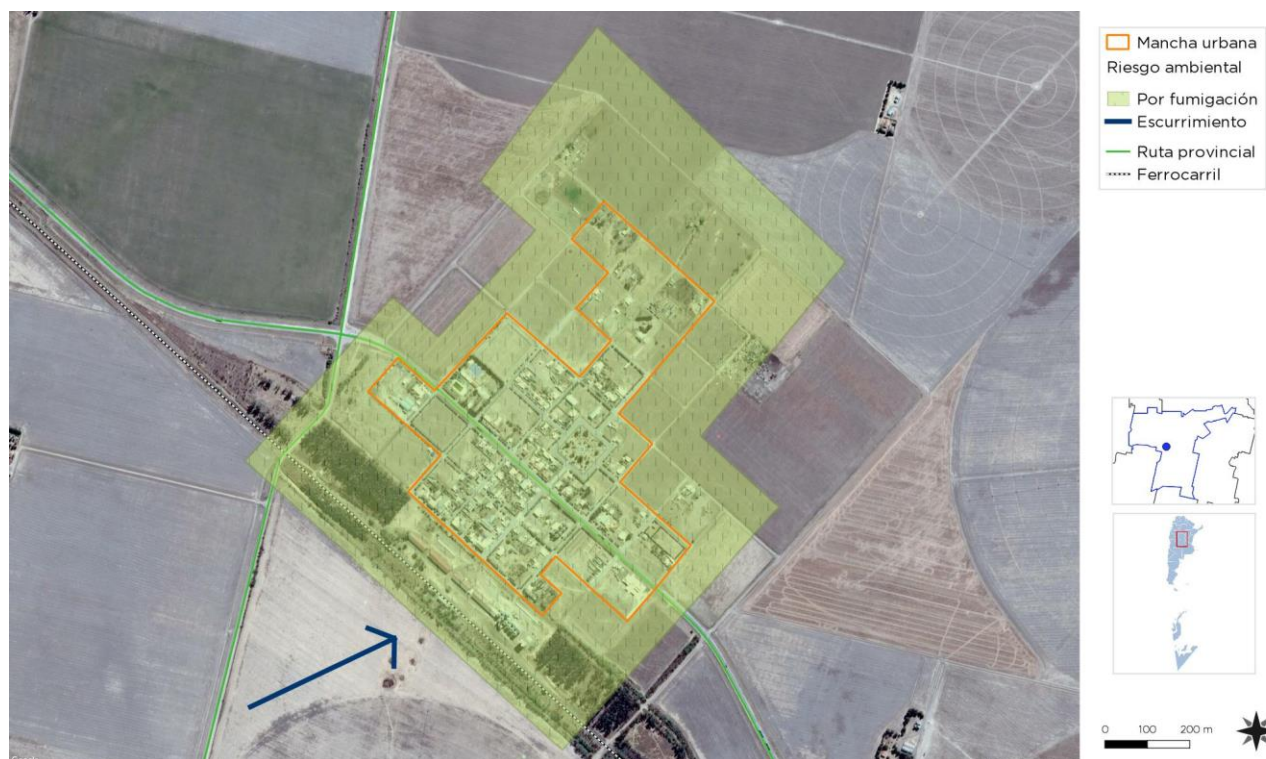 Mancha urbana
Riesgo ambiental
Por fumigación
Escurrimiento
Ruta provincial
Ferrocarril
0 100 200 m